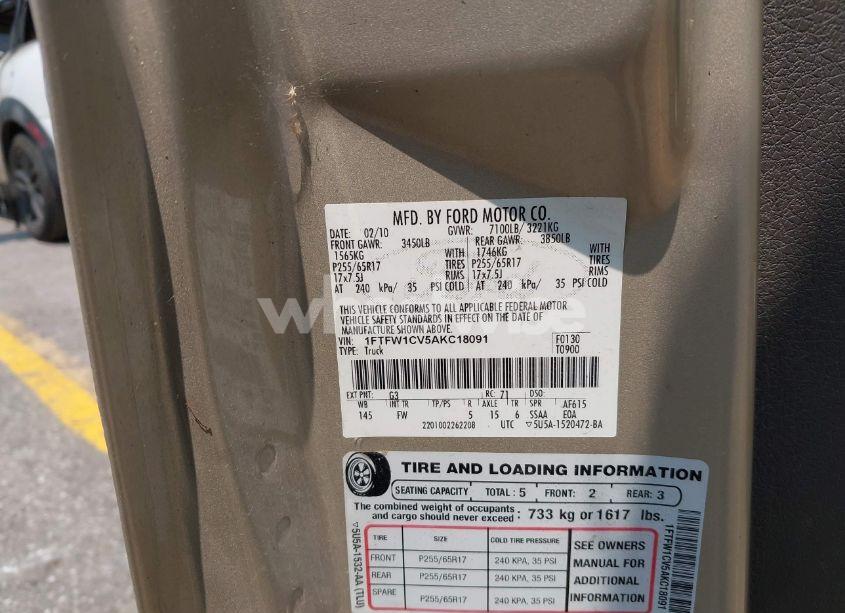 MFD. BY FORD MOTOR CO.
DATE: 02/10 GVWR: 7100LB/ 3221KG
FRONT GAWR: 3450LB REAR GAWR: 3850LB
1565KG WITH 1746KG WITH
P255/65R17 TIRES P255/65R17 TIRES
17x7.5J RIMS 17x7.5J RIMS
AT 240 kPa/ 35 PSI COLD AT 240 kPa/ 35 PSI COLD
THIS VEHICLE CONFORMS TO ALL APPLICABLE FEDERAL MOTOR
VEHICLE SAFETY STANDARDS IN EFFECT ON THE DATE OF
MANUFACTURE SHOWN ABOVE.
VIN: 1FTFW1CV5AKC18091 F0130
TYPE: Truck T0900
EXT PNT: G3 RC: 71 DSO:
WB INT TR TP/PS R AXLE TR SPR AF615
145 FW 5 15 6 SSAA E0A
2201002262208 UTC ▽5U5A-1520472-BA
TIRE AND LOADING INFORMATION
SEATING CAPACITY TOTAL: 5 FRONT: 2 REAR: 3
The combined weight of occupants and cargo should never exceed: 733 kg or 1617 lbs.
TIRE SIZE COLD TIRE PRESSURE
FRONT P255/65R17 240 KPA, 35 PSI
REAR P255/65R17 240 KPA, 35 PSI
SPARE P255/65R17 240 KPA, 35 PSI
SEE OWNERS
MANUAL FOR
ADDITIONAL
INFORMATION
▽5U5A-1532-AA (TLU)
1FTFW1CV5AKC18091